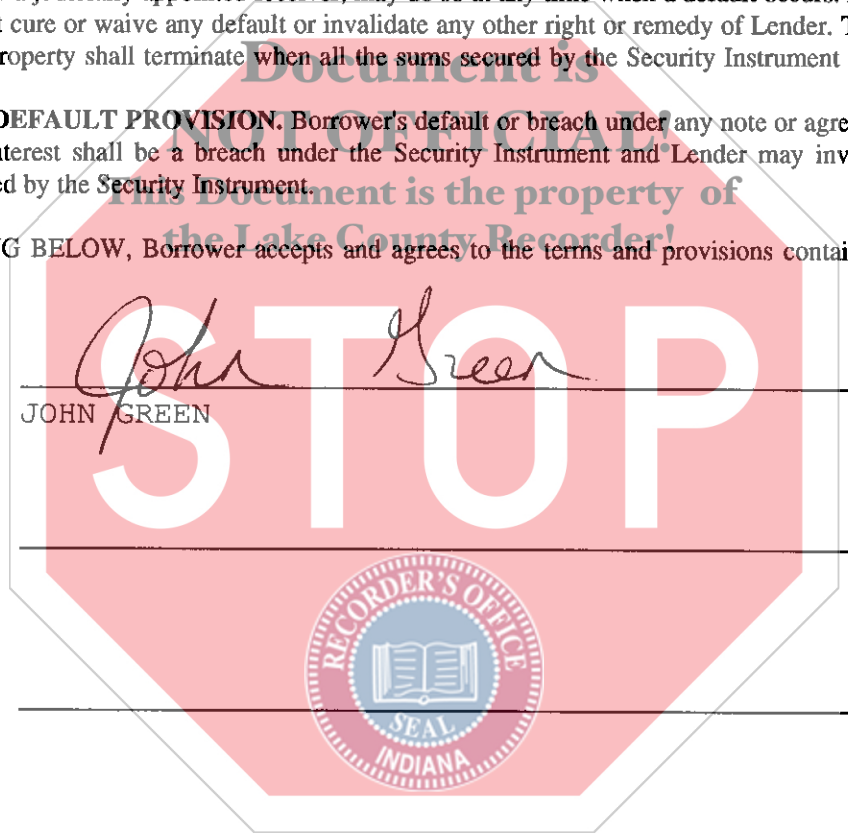 t cure or waive any default or invalidate any other right or remedy of Lender.
roperty shall terminate when all the sums secured by the Security Instrument
Document is
DEFAULT PROVISION. Borrower's default or breach under any note or agre
NOT OFFICIAL!
nterest shall be a breach under the Security Instrument and Lender may inv
ed by the Security Instrument.
This Document is the property of
the Lake County Recorder!
G BELOW, Borrower accepts and agrees to the terms and provisions contai
STOP
John Green
JOHN GREEN
RECORDER'S OFFICE
SEAL
INDIANA